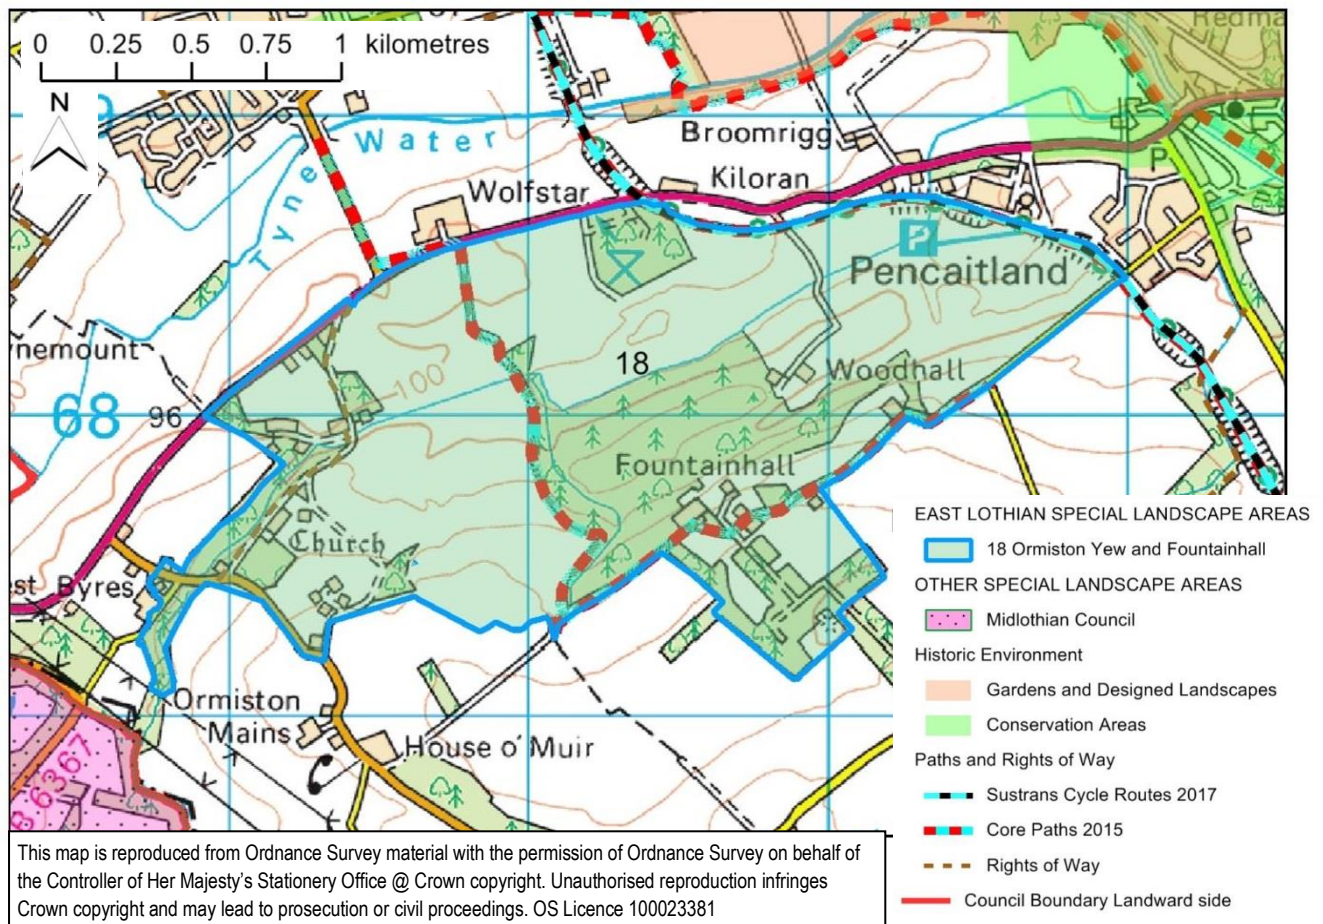 Redma
0 0.25 0.5 0.75 1 kilometres
N
Water
Tyne
Broomrigg
Kiloran
Wolfstar
P
P
Pencaitland
ynemount
18
Woodhall
100
68
96
Fountainhall
Church
st Byres
Ormiston
Mains
House o' Muir
6367
EAST LOTHIAN SPECIAL LANDSCAPE AREAS
18 Ormiston Yew and Fountainhall
OTHER SPECIAL LANDSCAPE AREAS
Midlothian Council
Historic Environment
Gardens and Designed Landscapes
Conservation Areas
Paths and Rights of Way
Sustrans Cycle Routes 2017
Core Paths 2015
Rights of Way
Council Boundary Landward side
This map is reproduced from Ordnance Survey material with the permission of Ordnance Survey on behalf of
the Controller of Her Majesty's Stationery Office @ Crown copyright. Unauthorised reproduction infringes
Crown copyright and may lead to prosecution or civil proceedings. OS Licence 100023381